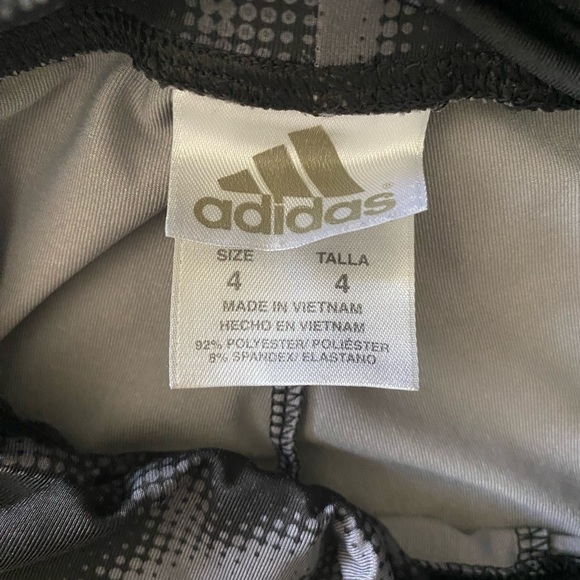 adidas®
SIZE TALLA
4 4
MADE IN VIETNAM
HECHO EN VIETNAM
92% POLYESTER/ POLIÉSTER
8% SPANDEX/ ELASTANO